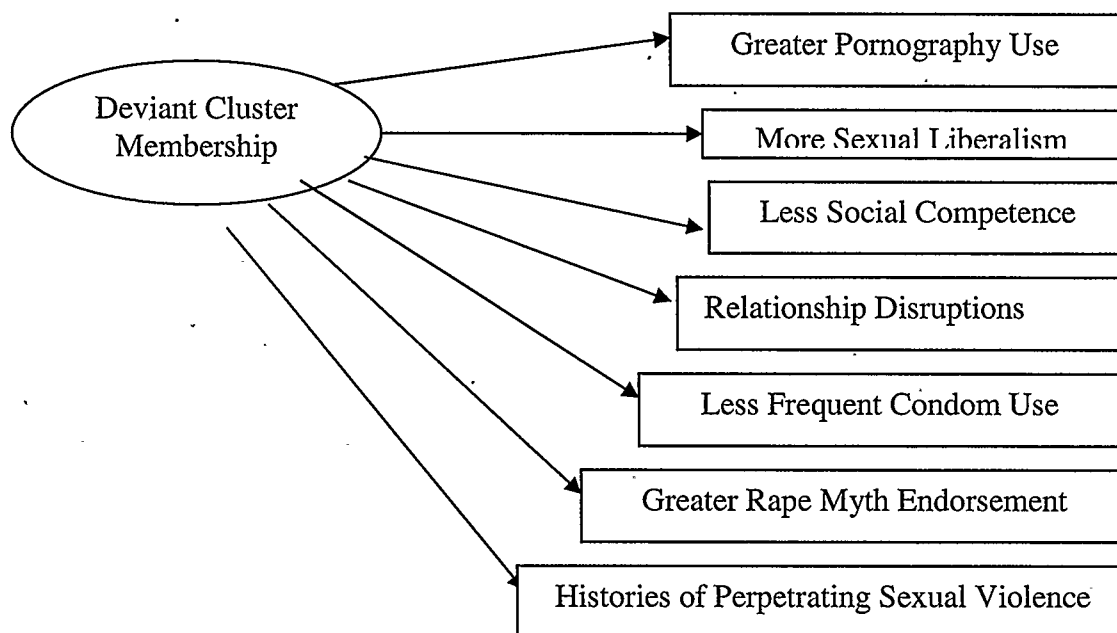 Greater Pornography Use
Deviant Cluster
Membership
More Sexual Liberalism
Less Social Competence
Relationship Disruptions
Less Frequent Condom Use
Greater Rape Myth Endorsement
Histories of Perpetrating Sexual Violence